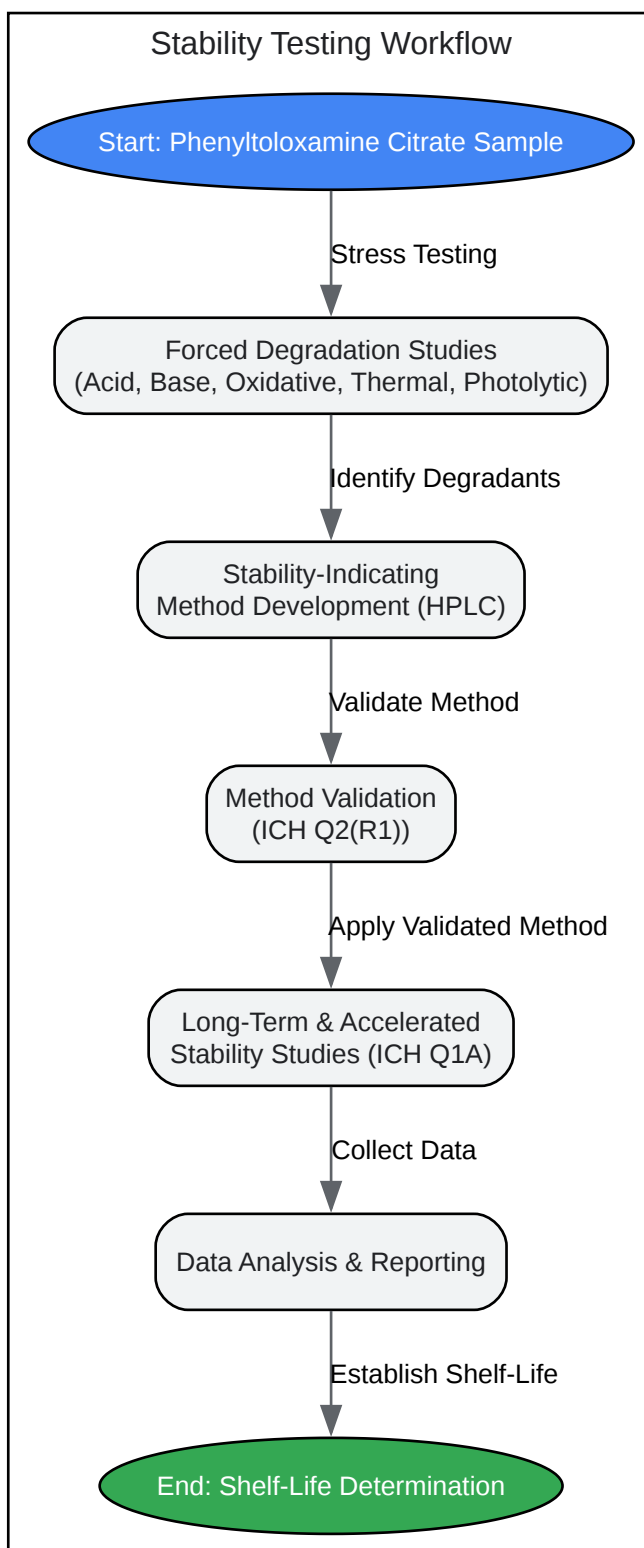 Stability Testing Workflow
Start: Phenyltoloxamine Citrate Sample
Stress Testing
Forced Degradation Studies
(Acid, Base, Oxidative, Thermal, Photolytic)
Identify Degradants
Stability-Indicating
Method Development (HPLC)
Validate Method
Method Validation
(ICH Q2(R1))
Apply Validated Method
Long-Term & Accelerated
Stability Studies (ICH Q1A)
Collect Data
Data Analysis & Reporting
Establish Shelf-Life
End: Shelf-Life Determination